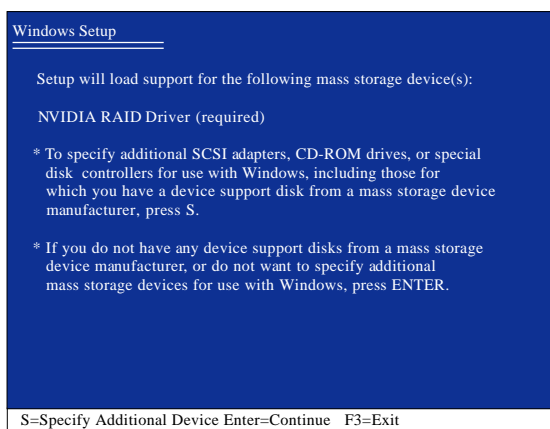 Windows Setup
Setup will load support for the following mass storage device(s):
NVIDIA RAID Driver (required)
* To specify additional SCSI adapters, CD-ROM drives, or special
disk controllers for use with Windows, including those for
which you have a device support disk from a mass storage device
manufacturer, press S.
* If you do not have any device support disks from a mass storage
device manufacturer, or do not want to specify additional
mass storage devices for use with Windows, press ENTER.
S=Specify Additional Device Enter=Continue F3=Exit